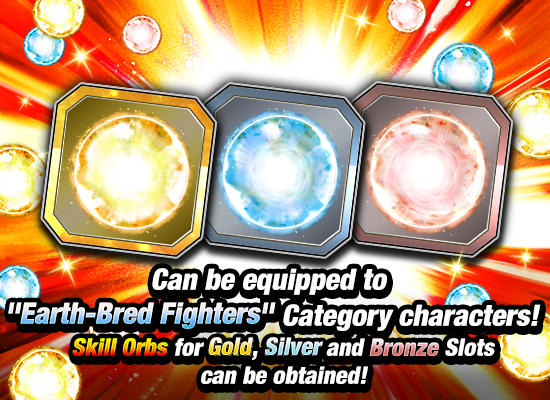 Can be equipped to
"Earth-Bred Fighters" Category characters!
Skill Orbs for Gold, Silver and Bronze Slots
can be obtained!